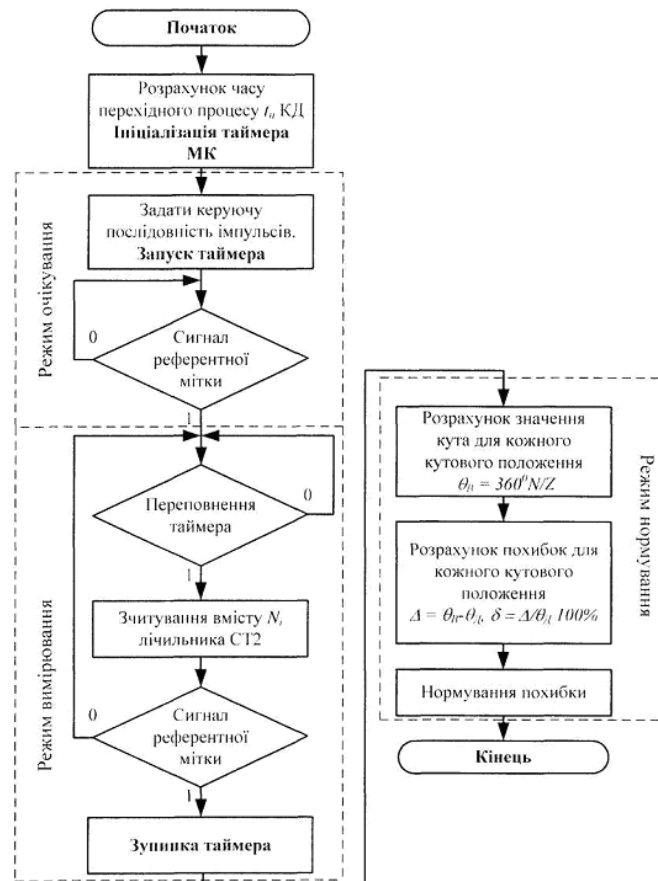 Початок
Розрахунок часу
перехідного процесу tп КД
Ініціалізація таймера
МК
Режим очікування
Задати керуючу
послідовність імпульсів.
Запуск таймера
0
Сигнал
референтної
мітки
1
Режим вимірювання
0
Переповнення
таймера
1
Зчитування вмісту Ni
лічильника СТ2
0
Сигнал
референтної
мітки
1
Зупинка таймера
Режим нормування
Розрахунок значення
кута для кожного
кутового положення
θВ = 360⁰N/Z
Розрахунок похибок для
кожного кутового
положення
Δ = θВ-θД, δ = Δ/θД 100%
Нормування похибки
Кінець